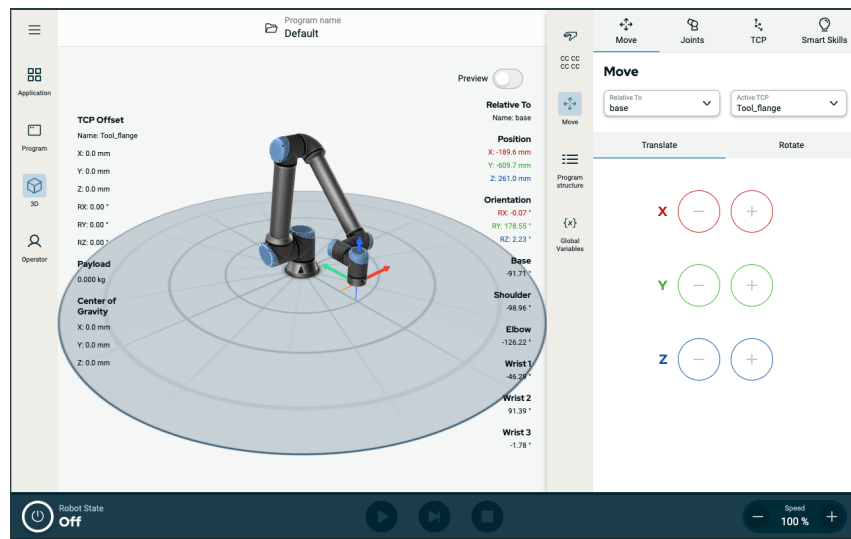 Program name
Default
Application
Program
3D
Operator
Preview
TCP Offset
Name: Tool_flange
X: 0.0 mm
Y: 0.0 mm
Z: 0.0 mm
RX: 0.00 °
RY: 0.00 °
RZ: 0.00 °
Payload
0.000 kg
Center of
Gravity
X: 0.0 mm
Y: 0.0 mm
Z: 0.0 mm
Relative To
Name: base
Position
X: -189.6 mm
Y: -609.7 mm
Z: 261.0 mm
Orientation
RX: -0.07 °
RY: 178.55 °
RZ: 2.23 °
Base
-91.71 °
Shoulder
-98.96 °
Elbow
-126.22 °
Wrist 1
-46.29 °
Wrist 2
91.39 °
Wrist 3
-1.78 °
CC CC
CC CC
Move
Program
structure
{x}
Global
Variables
Move
Joints
TCP
Smart Skills
Move
Relative To
base
Active TCP
Tool_flange
Translate
Rotate
X − +
Y − +
Z − +
Robot State
Off
Speed
− 100 % +